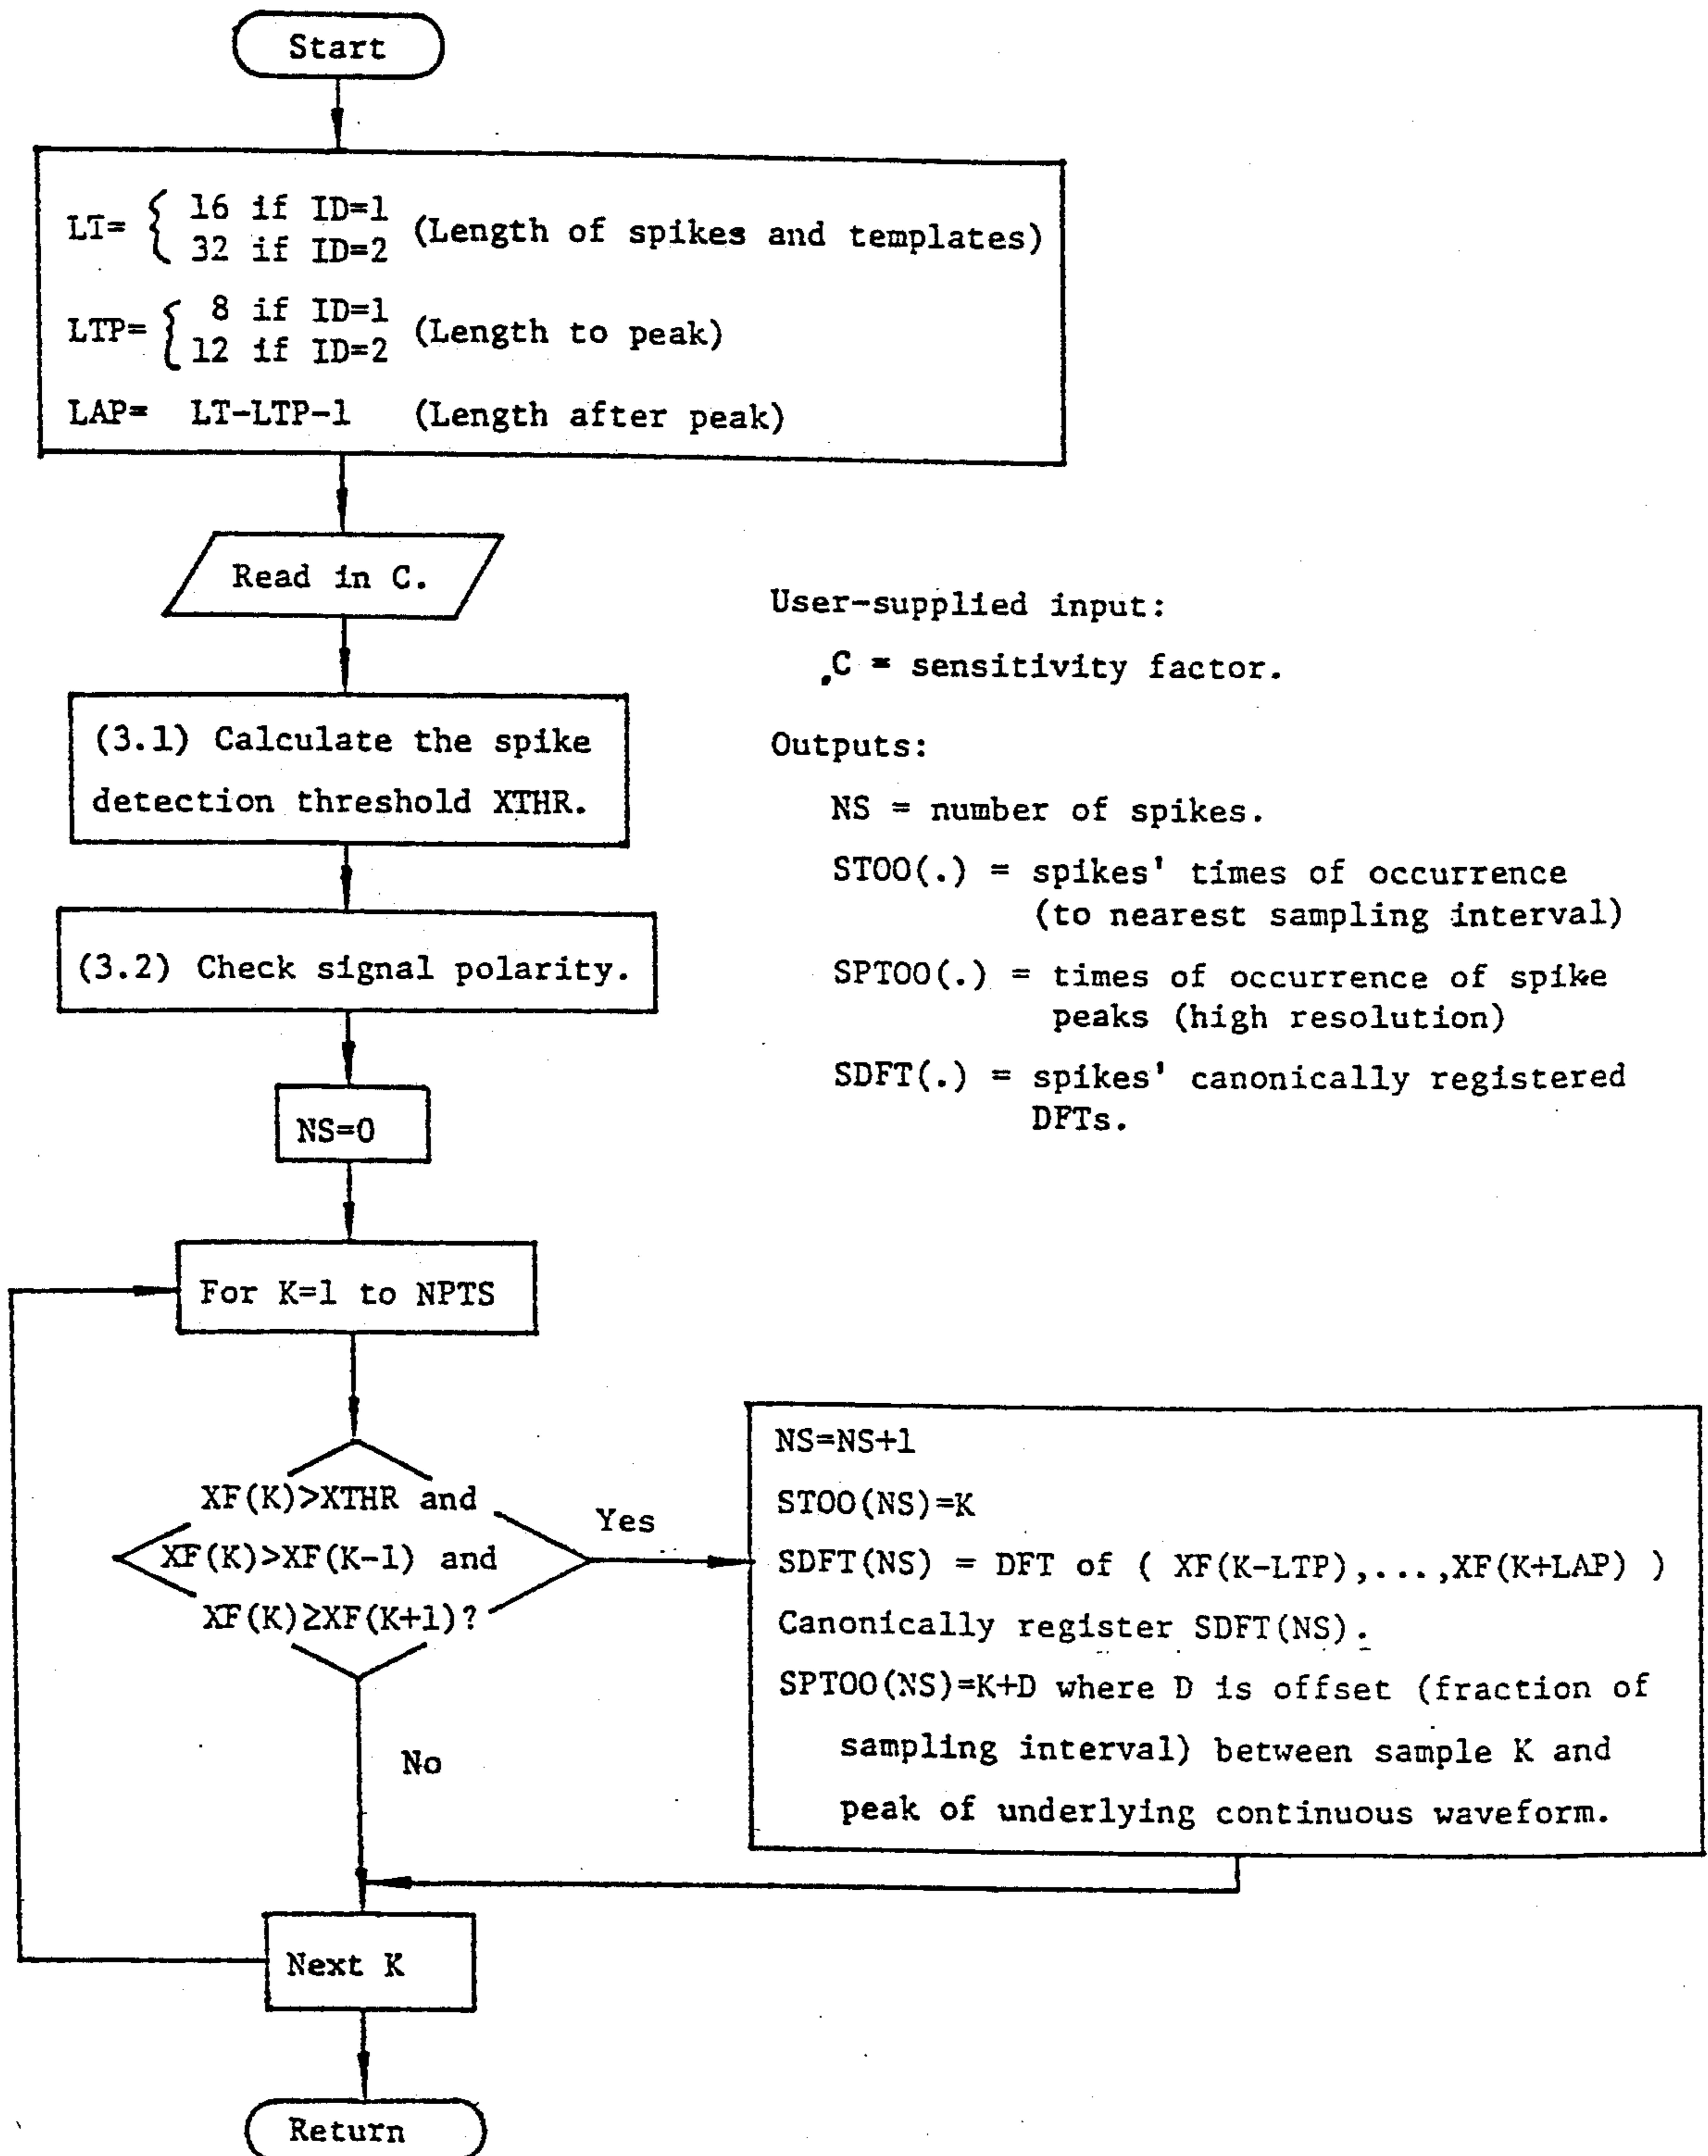 Start
LT= { 16 if ID=1
32 if ID=2 (Length of spikes and templates)
LTP= { 8 if ID=1
12 if ID=2 (Length to peak)
LAP= LT-LTP-1 (Length after peak)
Read in C.
User-supplied input:
C = sensitivity factor.
(3.1) Calculate the spike
detection threshold XTHR.
Outputs:
NS = number of spikes.
STOO(.) = spikes' times of occurrence
(to nearest sampling interval)
SPTOO(.) = times of occurrence of spike
peaks (high resolution)
SDFT(.) = spikes' canonically registered
DFTs.
(3.2) Check signal polarity.
NS=0
For K=1 to NPTS
XF(K)>XTHR and
XF(K)>XF(K-1) and
XF(K)≥XF(K+1)?
Yes
NS=NS+1
STOO(NS)=K
SDFT(NS) = DFT of ( XF(K-LTP),...,XF(K+LAP) )
Canonically register SDFT(NS).
SPTOO(NS)=K+D where D is offset (fraction of
sampling interval) between sample K and
peak of underlying continuous waveform.
No
Next K
Return